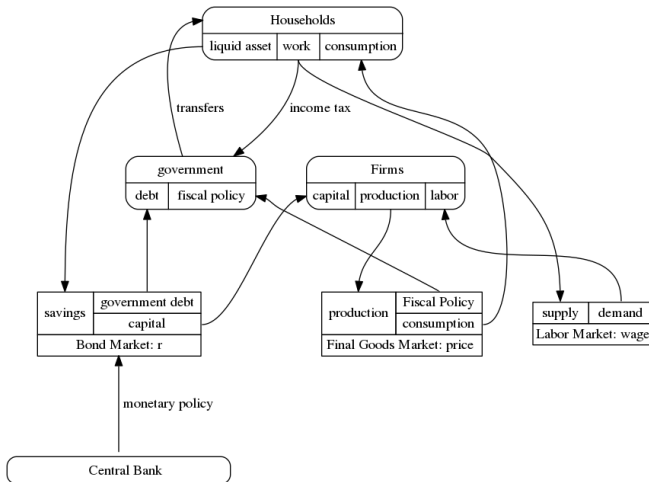 Households
liquid asset work consumption
transfers income tax
government Firms
debt fiscal policy capital production labor
savings government debt production Fiscal Policy supply demand
capital consumption
Bond Market: r Final Goods Market: price Labor Market: wage
monetary policy
Central Bank